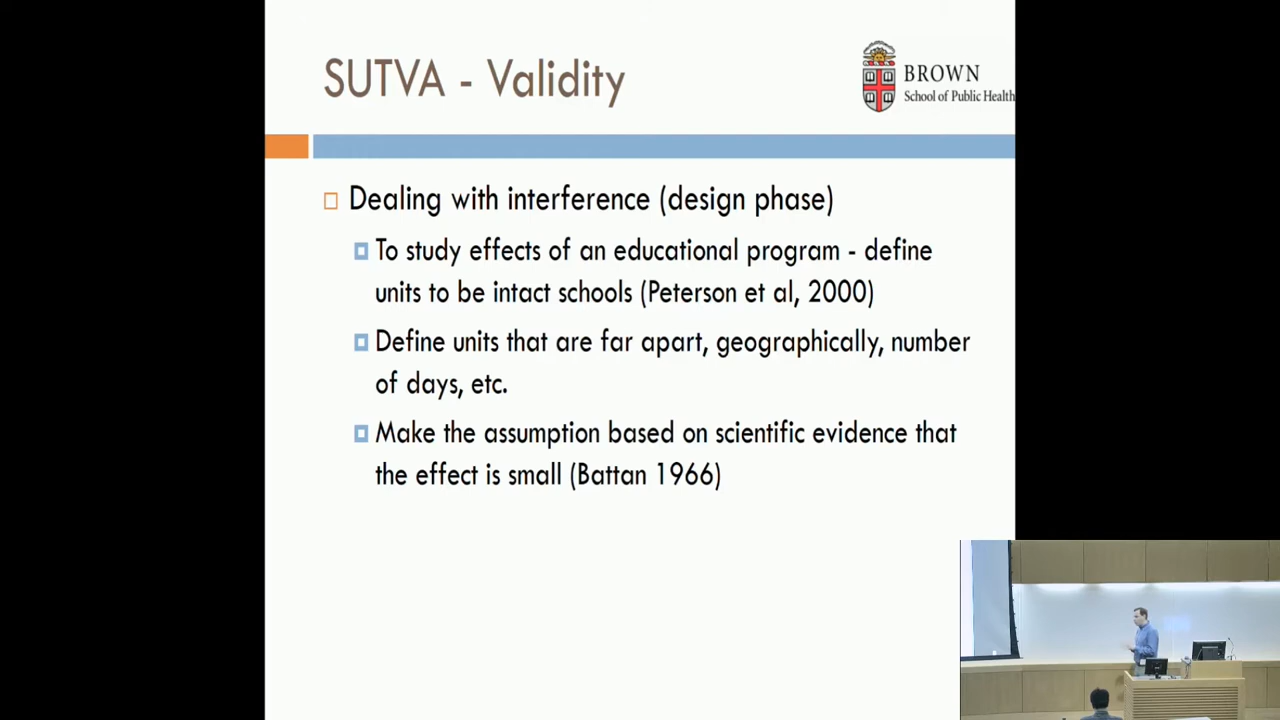 SUTVA - Validity
BROWN
School of Public Health
Dealing with interference (design phase)
To study effects of an educational program - define
units to be intact schools (Peterson et al, 2000)
Define units that are far apart, geographically, number
of days, etc.
Make the assumption based on scientific evidence that
the effect is small (Battan 1966)